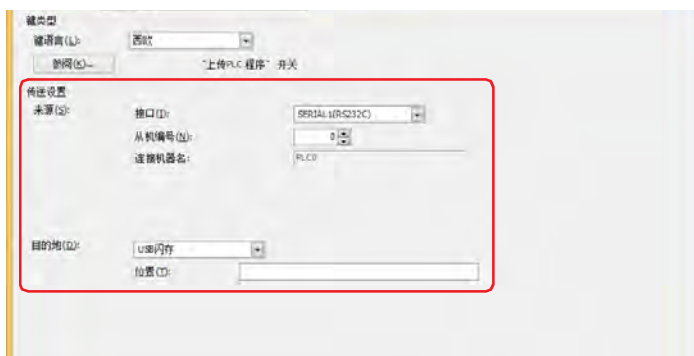 键类型
键语言(L): 西欧
访问(K)... "上传PLC 程序" 开关
传送设置
来源(S): 接口(I): SERIAL1(RS232C)
从机编号(N): 0
连接机器名: PLC0
目的地(D): USB闪存
位置(T):